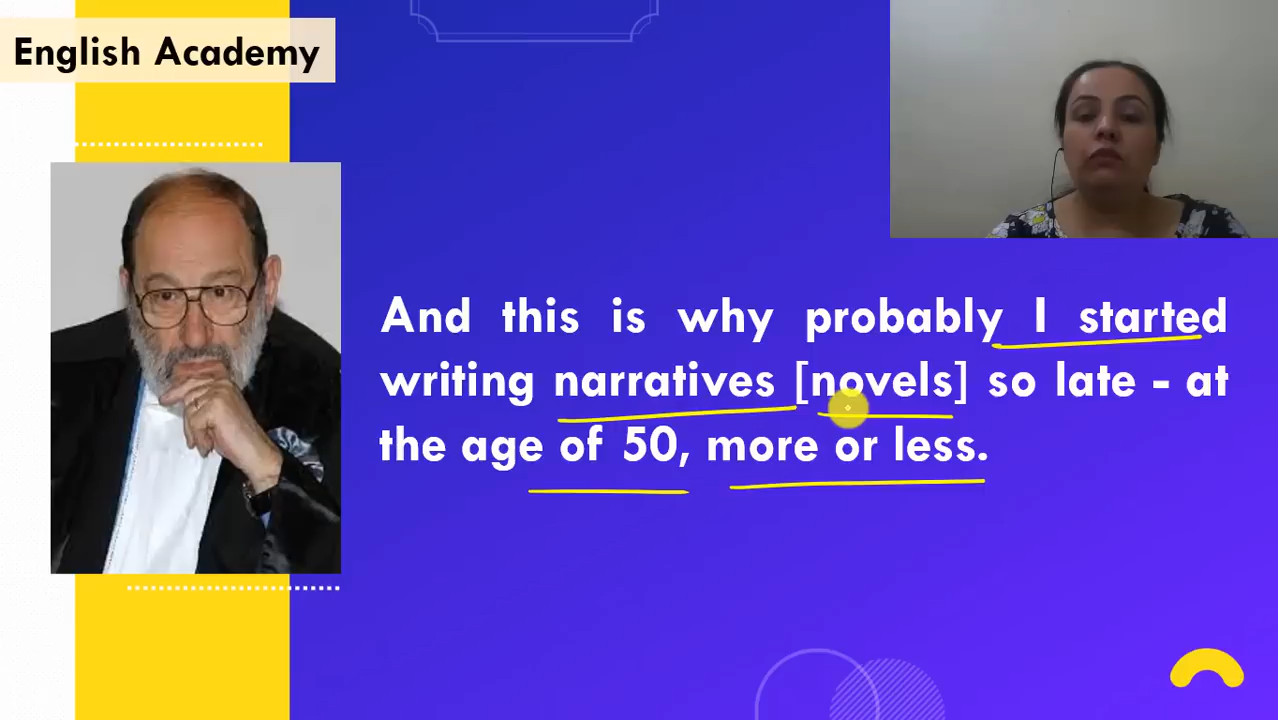 English Academy
And this is why probably I started
writing narratives [novels] so late - at
the age of 50, more or less.